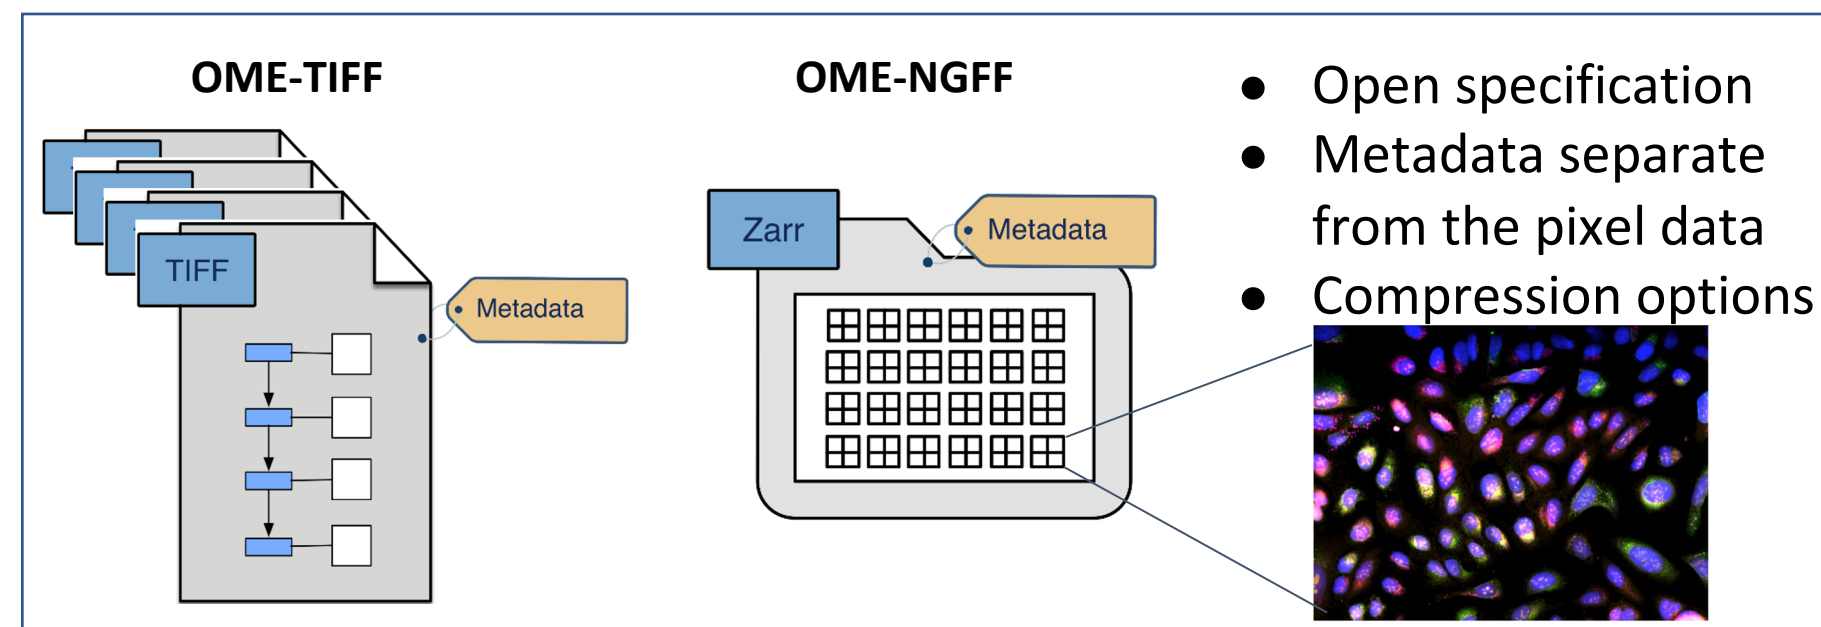 OME-TIFF
TIFF
Metadata
OME-NGFF
Zarr
Metadata
● Open specification
● Metadata separate
from the pixel data
● Compression options